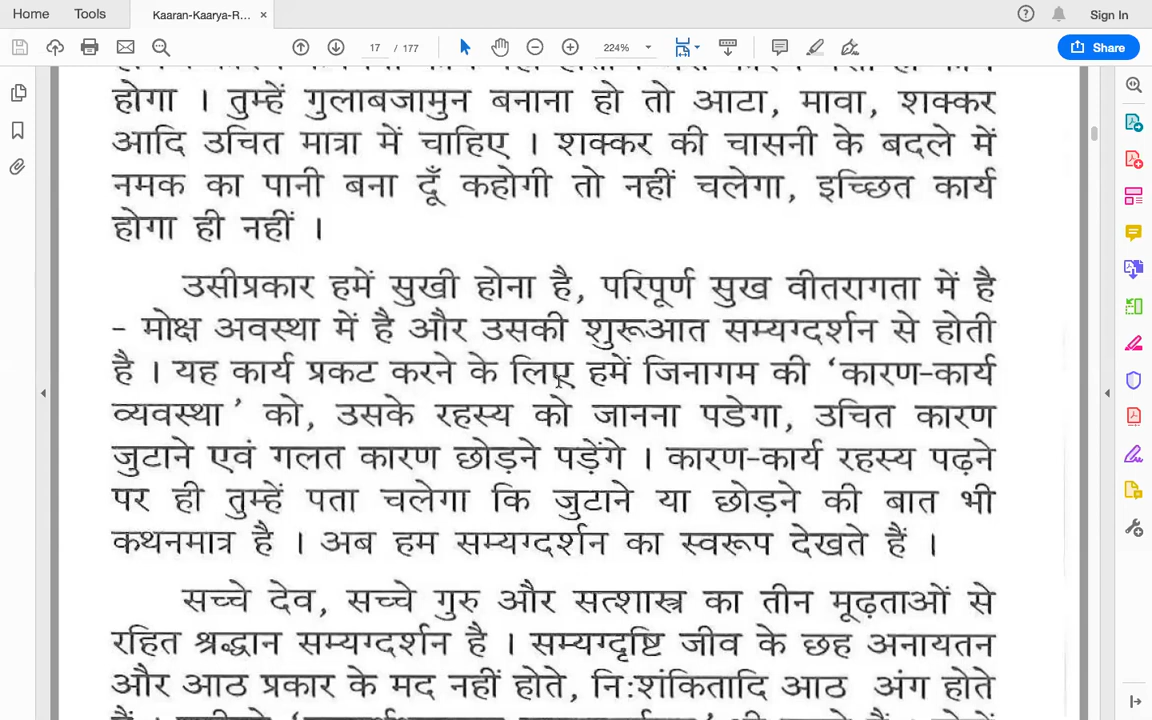 Home Tools Kaaran-Kaarya-R... ×
Sign In
17 / 177 224% Share
होगा । तुम्हें गुलाबजामुन बनाना हो तो आटा, मावा, शक्कर
आदि उचित मात्रा में चाहिए । शक्कर की चासनी के बदले में
नमक का पानी बना दूँ कहोगी तो नहीं चलेगा, इच्छित कार्य
होगा ही नहीं ।
उसीप्रकार हमें सुखी होना है, परिपूर्ण सुख वीतरागता में है
- मोक्ष अवस्था में है और उसकी शुरूआत सम्यग्दर्शन से होती
है । यह कार्य प्रकट करने के लिए हमें जिनागम की ‘कारण-कार्य
व्यवस्था’ को, उसके रहस्य को जानना पडेगा, उचित कारण
जुटाने एवं गलत कारण छोड़ने पड़ेंगे । कारण-कार्य रहस्य पढ़ने
पर ही तुम्हें पता चलेगा कि जुटाने या छोड़ने की बात भी
कथनमात्र है । अब हम सम्यग्दर्शन का स्वरूप देखते हैं ।
सच्चे देव, सच्चे गुरु और सत्शास्त्र का तीन मूढ़ताओं से
रहित श्रद्धान सम्यग्दर्शन है । सम्यग्दृष्टि जीव के छह अनायतन
और आठ प्रकार के मद नहीं होते, नि:शंकितादि आठ अंग होते